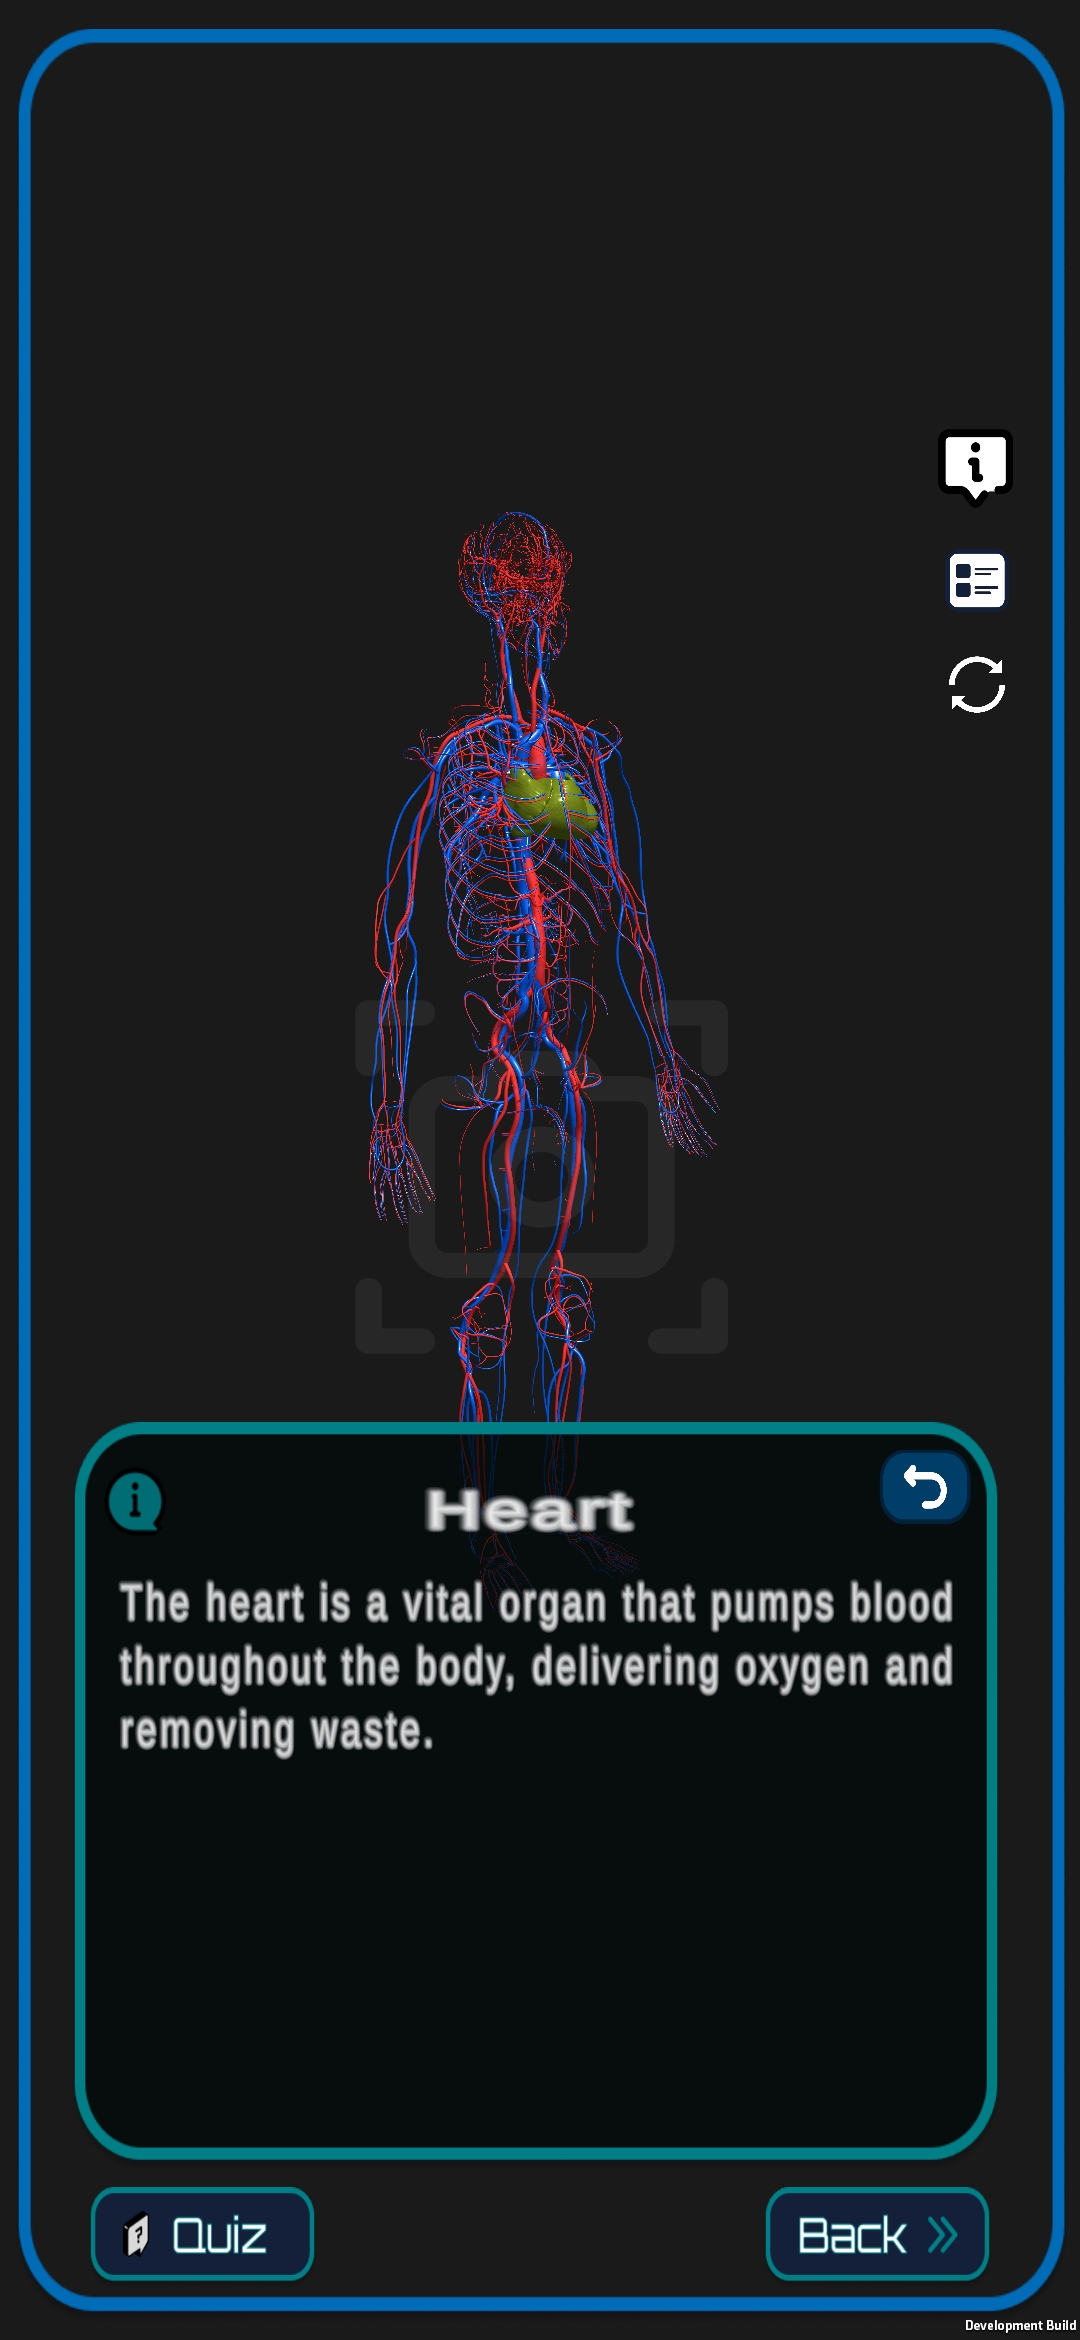 Heart
The heart is a vital organ that pumps blood
throughout the body, delivering oxygen and
removing waste.
Quiz
Back
Development Build